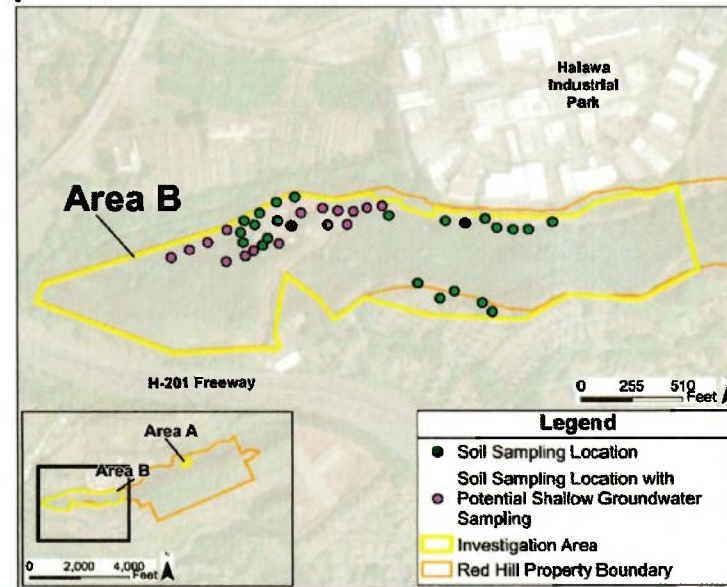 Halawa
Industrial
Park
Area B
H-201 Freeway
0 255 510
Feet
Area A
Area B
0 2,000 4,000
Feet
N
Legend
Soil Sampling Location
Soil Sampling Location with
Potential Shallow Groundwater
Sampling
Investigation Area
Red Hill Property Boundary